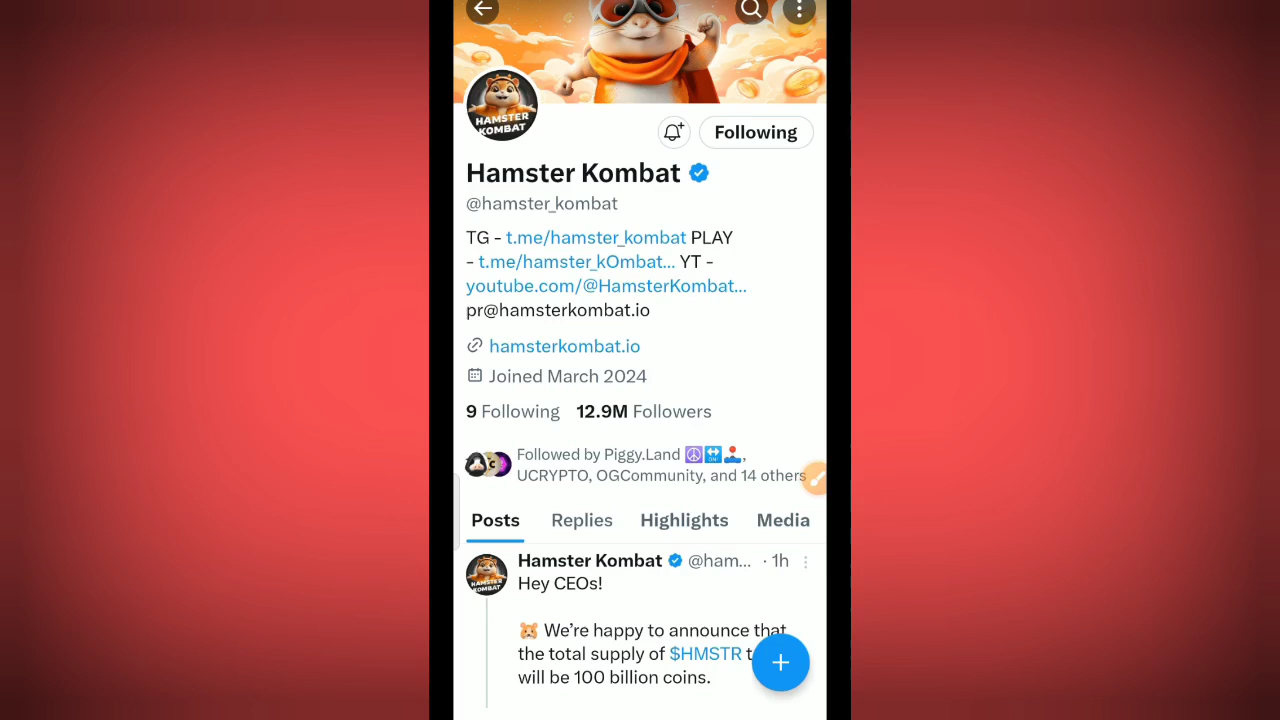 HAMSTER
KOMBAT
Following
Hamster Kombat
@hamster_kombat
TG - t.me/hamster_kombat PLAY
- t.me/hamster_kOmbat... YT -
youtube.com/@HamsterKombat...
pr@hamsterkombat.io
hamsterkombat.io
Joined March 2024
9 Following 12.9M Followers
Followed by Piggy.Land ☮️ 🔛 🕹️,
UCRYPTO, OGCommunity, and 14 others
Posts Replies Highlights Media
HAMSTER
KOMBAT
Hamster Kombat @ham... · 1h
Hey CEOs!
🐹 We’re happy to announce that
the total supply of $HMSTR t
will be 100 billion coins.